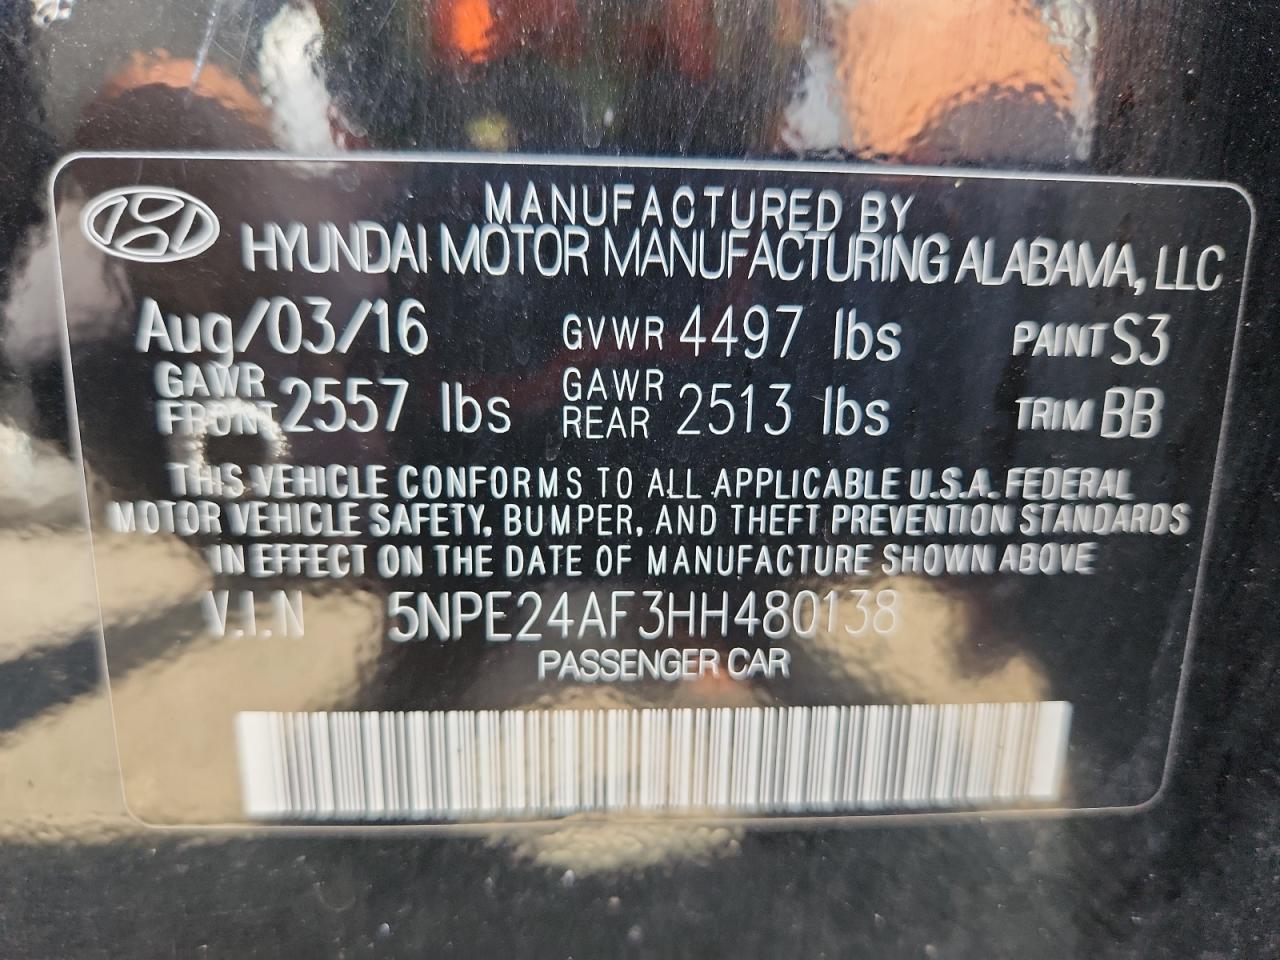 MANUFACTURED BY
HYUNDAI MOTOR MANUFACTURING ALABAMA, LLC
Aug/03/16 GVWR 4497 lbs PAINT S3
GAWR FRONT 2557 lbs GAWR REAR 2513 lbs TRIM BB
THIS VEHICLE CONFORMS TO ALL APPLICABLE U.S.A. FEDERAL
MOTOR VEHICLE SAFETY, BUMPER, AND THEFT PREVENTION STANDARDS
IN EFFECT ON THE DATE OF MANUFACTURE SHOWN ABOVE
V.I.N 5NPE24AF3HH480138
PASSENGER CAR